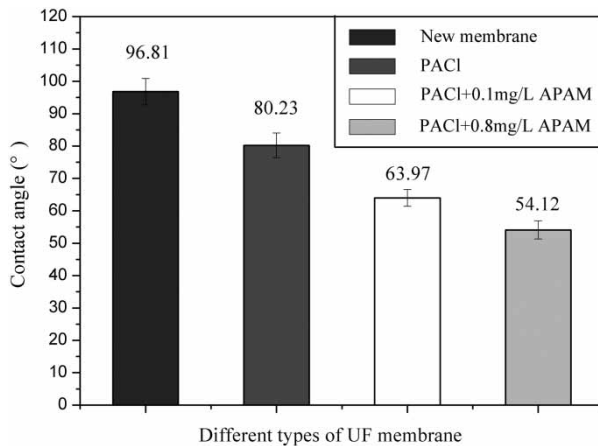 120
110
100
90
80
70
60
50
40
30
20
10
0
Contact angle (°)
96.81
80.23
63.97
54.12
New membrane
PACl
PACl+0.1mg/L APAM
PACl+0.8mg/L APAM
Different types of UF membrane